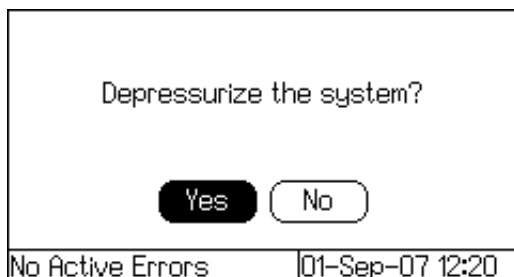 Depressurize the system?
Yes No
No Active Errors 01-Sep-07 12:20